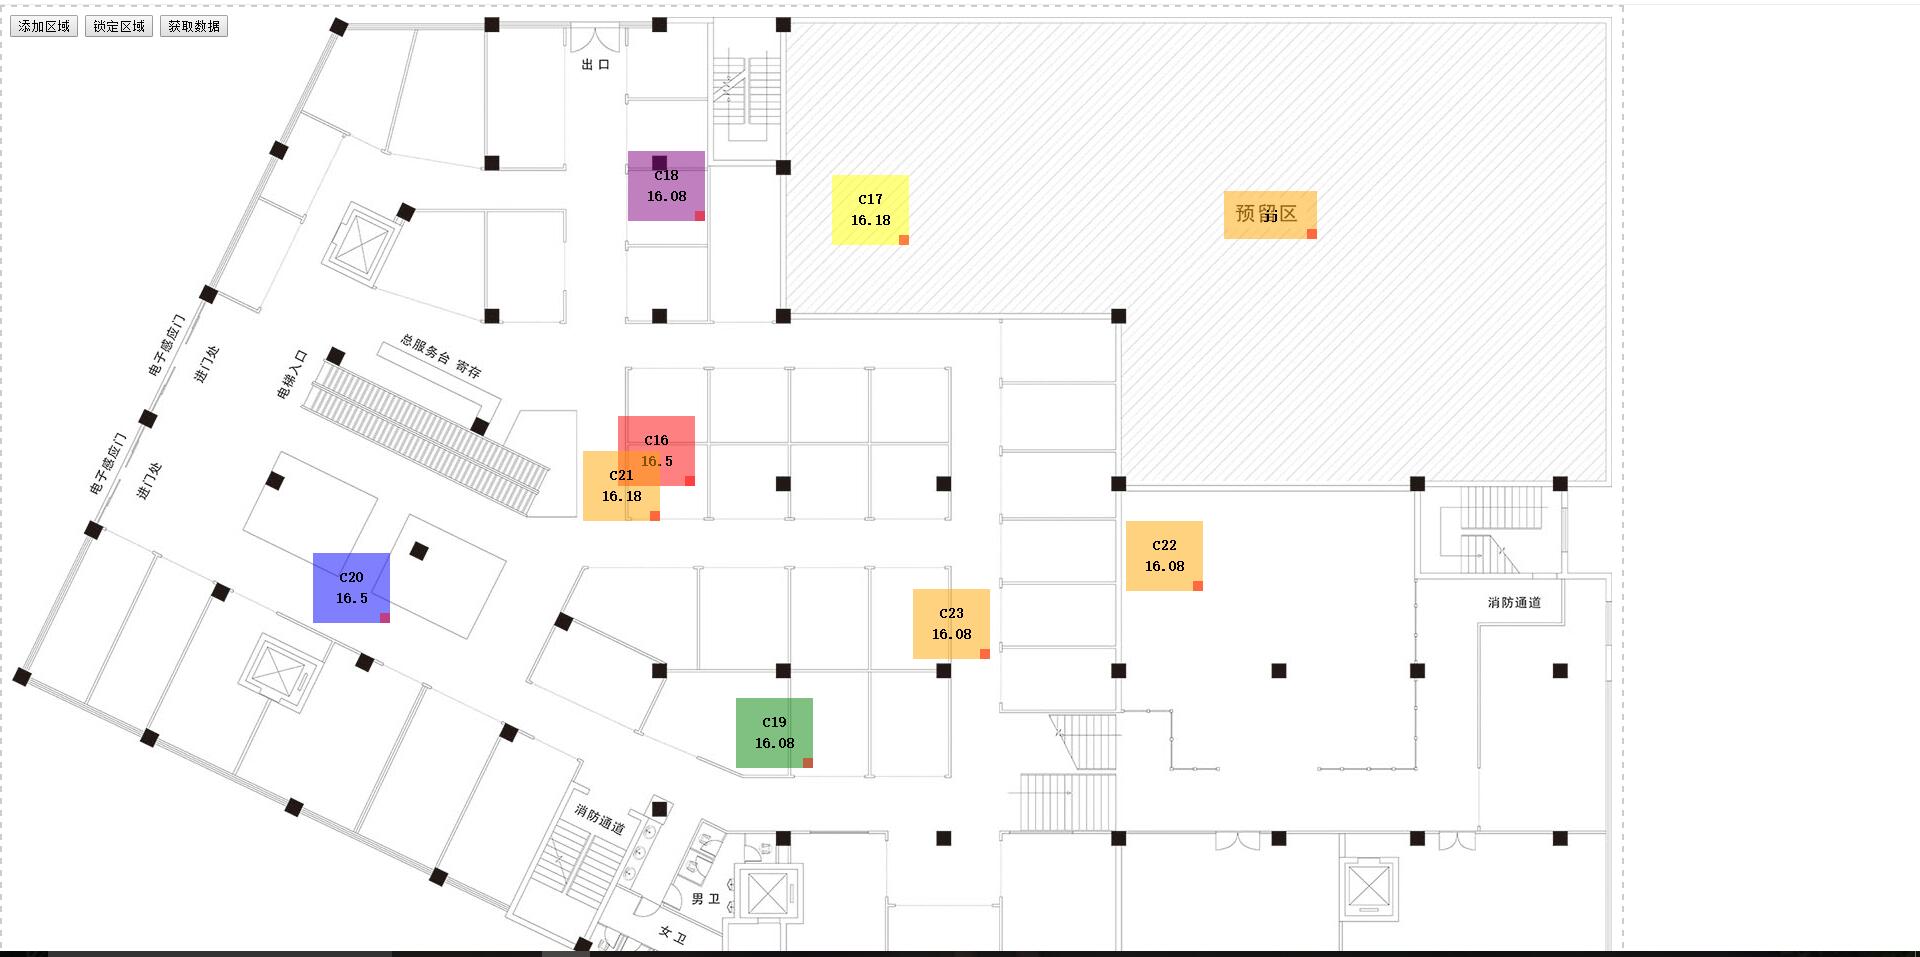 添加区域 锁定区域 获取数据
出口
C18
16.08
C17
16.18
预留区
jj
电子感应门
进门处
电梯入口
总服务台 寄存
C16
16.5
C21
16.18
电子感应门
进门处
C20
16.5
C22
16.08
C23
16.08
消防通道
C19
16.08
消防通道
男卫
女卫